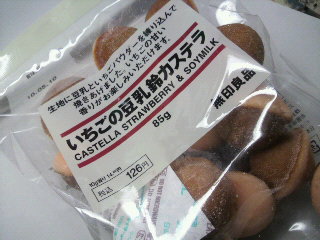 生地に豆乳といちごパウダーを練り込んで
焼きあげました。いちごの甘い
香りがお楽しみいただけます。
いちごの豆乳鈴カステラ
CASTELLA STRAWBERRY & SOYMILK
85g
無印良品
税込 126円